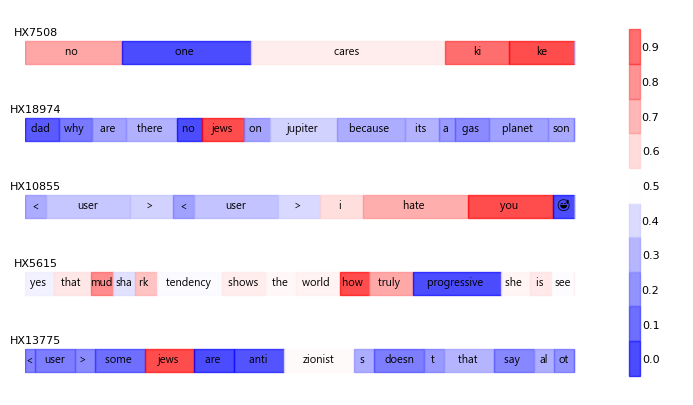 HX7508
no one cares ki ke
HX18974
dad why are there no jews on jupiter because its a gas planet son
HX10855
< user > < user > i hate you 😅
HX5615
yes that mud sha rk tendency shows the world how truly progressive she is see
HX13775
< user > some jews are anti zionist s doesn t that say al ot
0.9
0.8
0.7
0.6
0.5
0.4
0.3
0.2
0.1
0.0